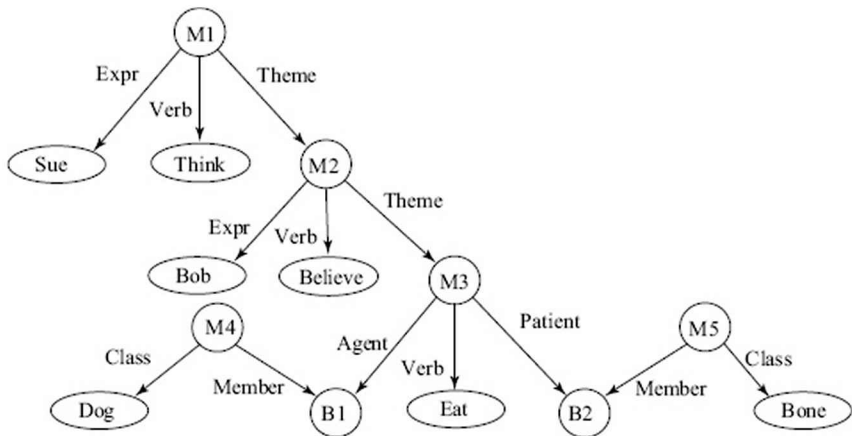 M1
Expr
Theme
Verb
Sue
Think
M2
Theme
Expr
Verb
Bob
Believe
M3
M4
Agent
Patient
M5
Class
Verb
Class
Member
Member
Dog
B1
Eat
B2
Bone